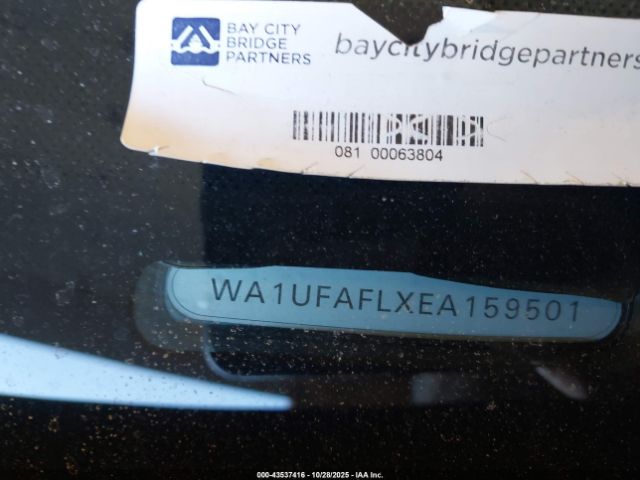 BAY CITY
BRIDGE
PARTNERS
baycitybridgepartners
081 00063804
WA1UFAFLXEA159501
000-43537416 - 10/28/2025 - IAA Inc.